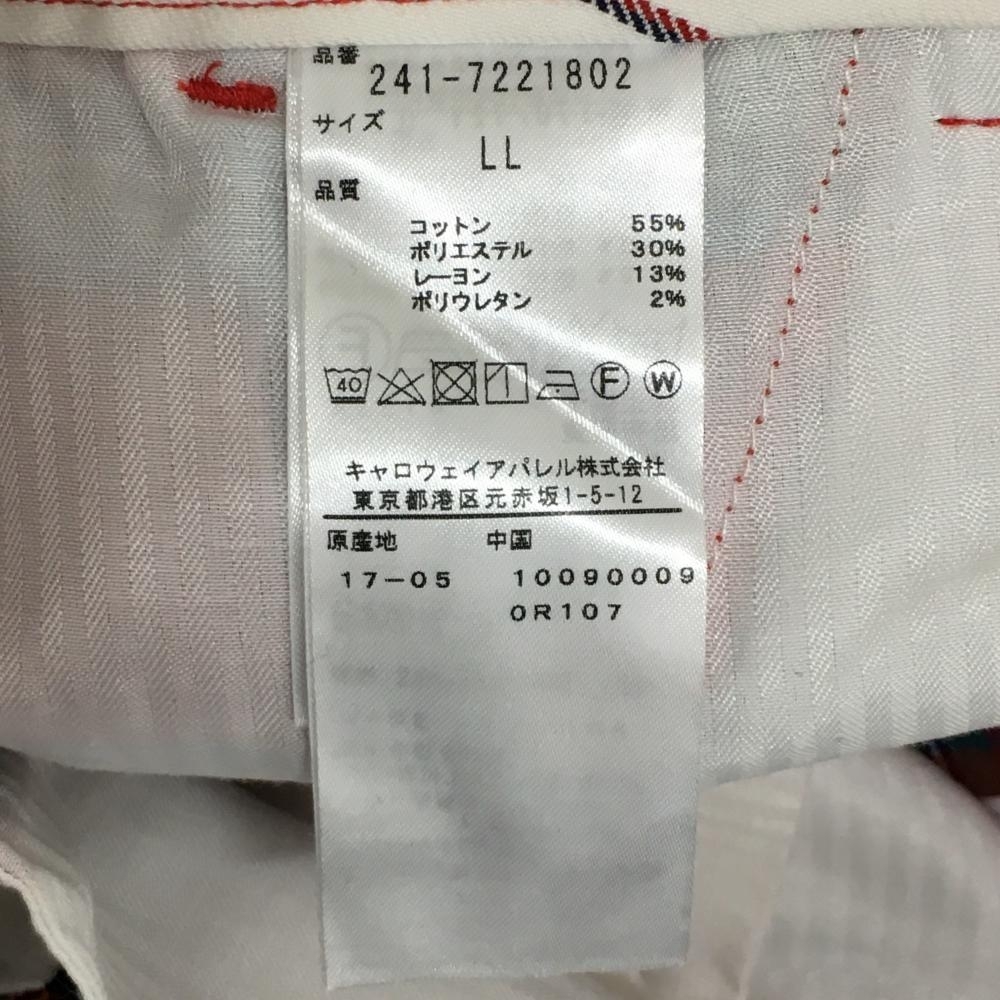 品番
241-7221802
サイズ
LL
品質
コットン 55%
ポリエステル 30%
レーヨン 13%
ポリウレタン 2%
40 F W
キャロウェイアパレル株式会社
東京都港区元赤坂1-5-12
原産地 中国
17-05 10090009
0R107